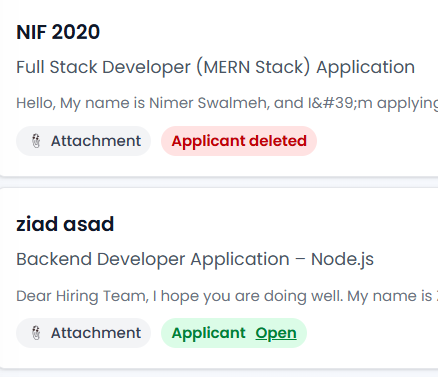 NIF 2020
Full Stack Developer (MERN Stack) Application
Hello, My name is Nimer Swalmeh, and I&#39;m applying
Attachment Applicant deleted
ziad asad
Backend Developer Application – Node.js
Dear Hiring Team, I hope you are doing well. My name is
Attachment Applicant Open